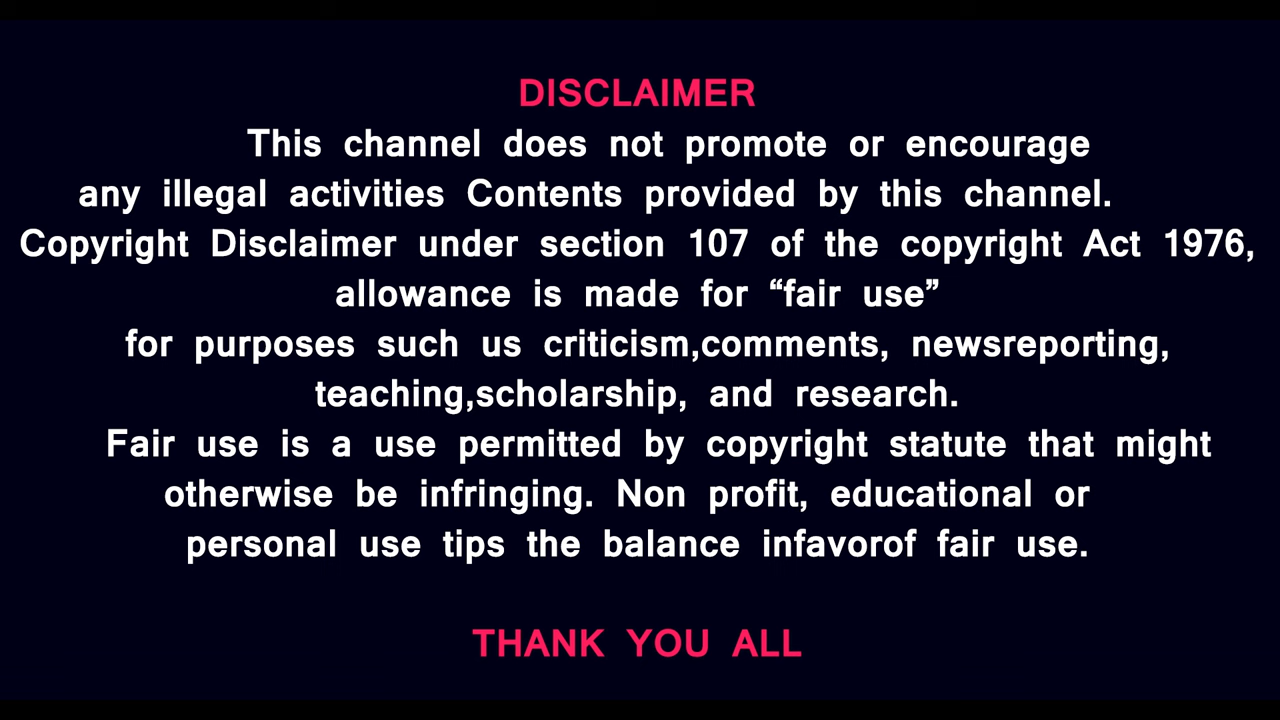 DISCLAIMER
This channel does not promote or encourage
any illegal activities Contents provided by this channel.
Copyright Disclaimer under section 107 of the copyright Act 1976,
allowance is made for “fair use”
for purposes such us criticism,comments, newsreporting,
teaching,scholarship, and research.
Fair use is a use permitted by copyright statute that might
otherwise be infringing. Non profit, educational or
personal use tips the balance infavorof fair use.
THANK YOU ALL